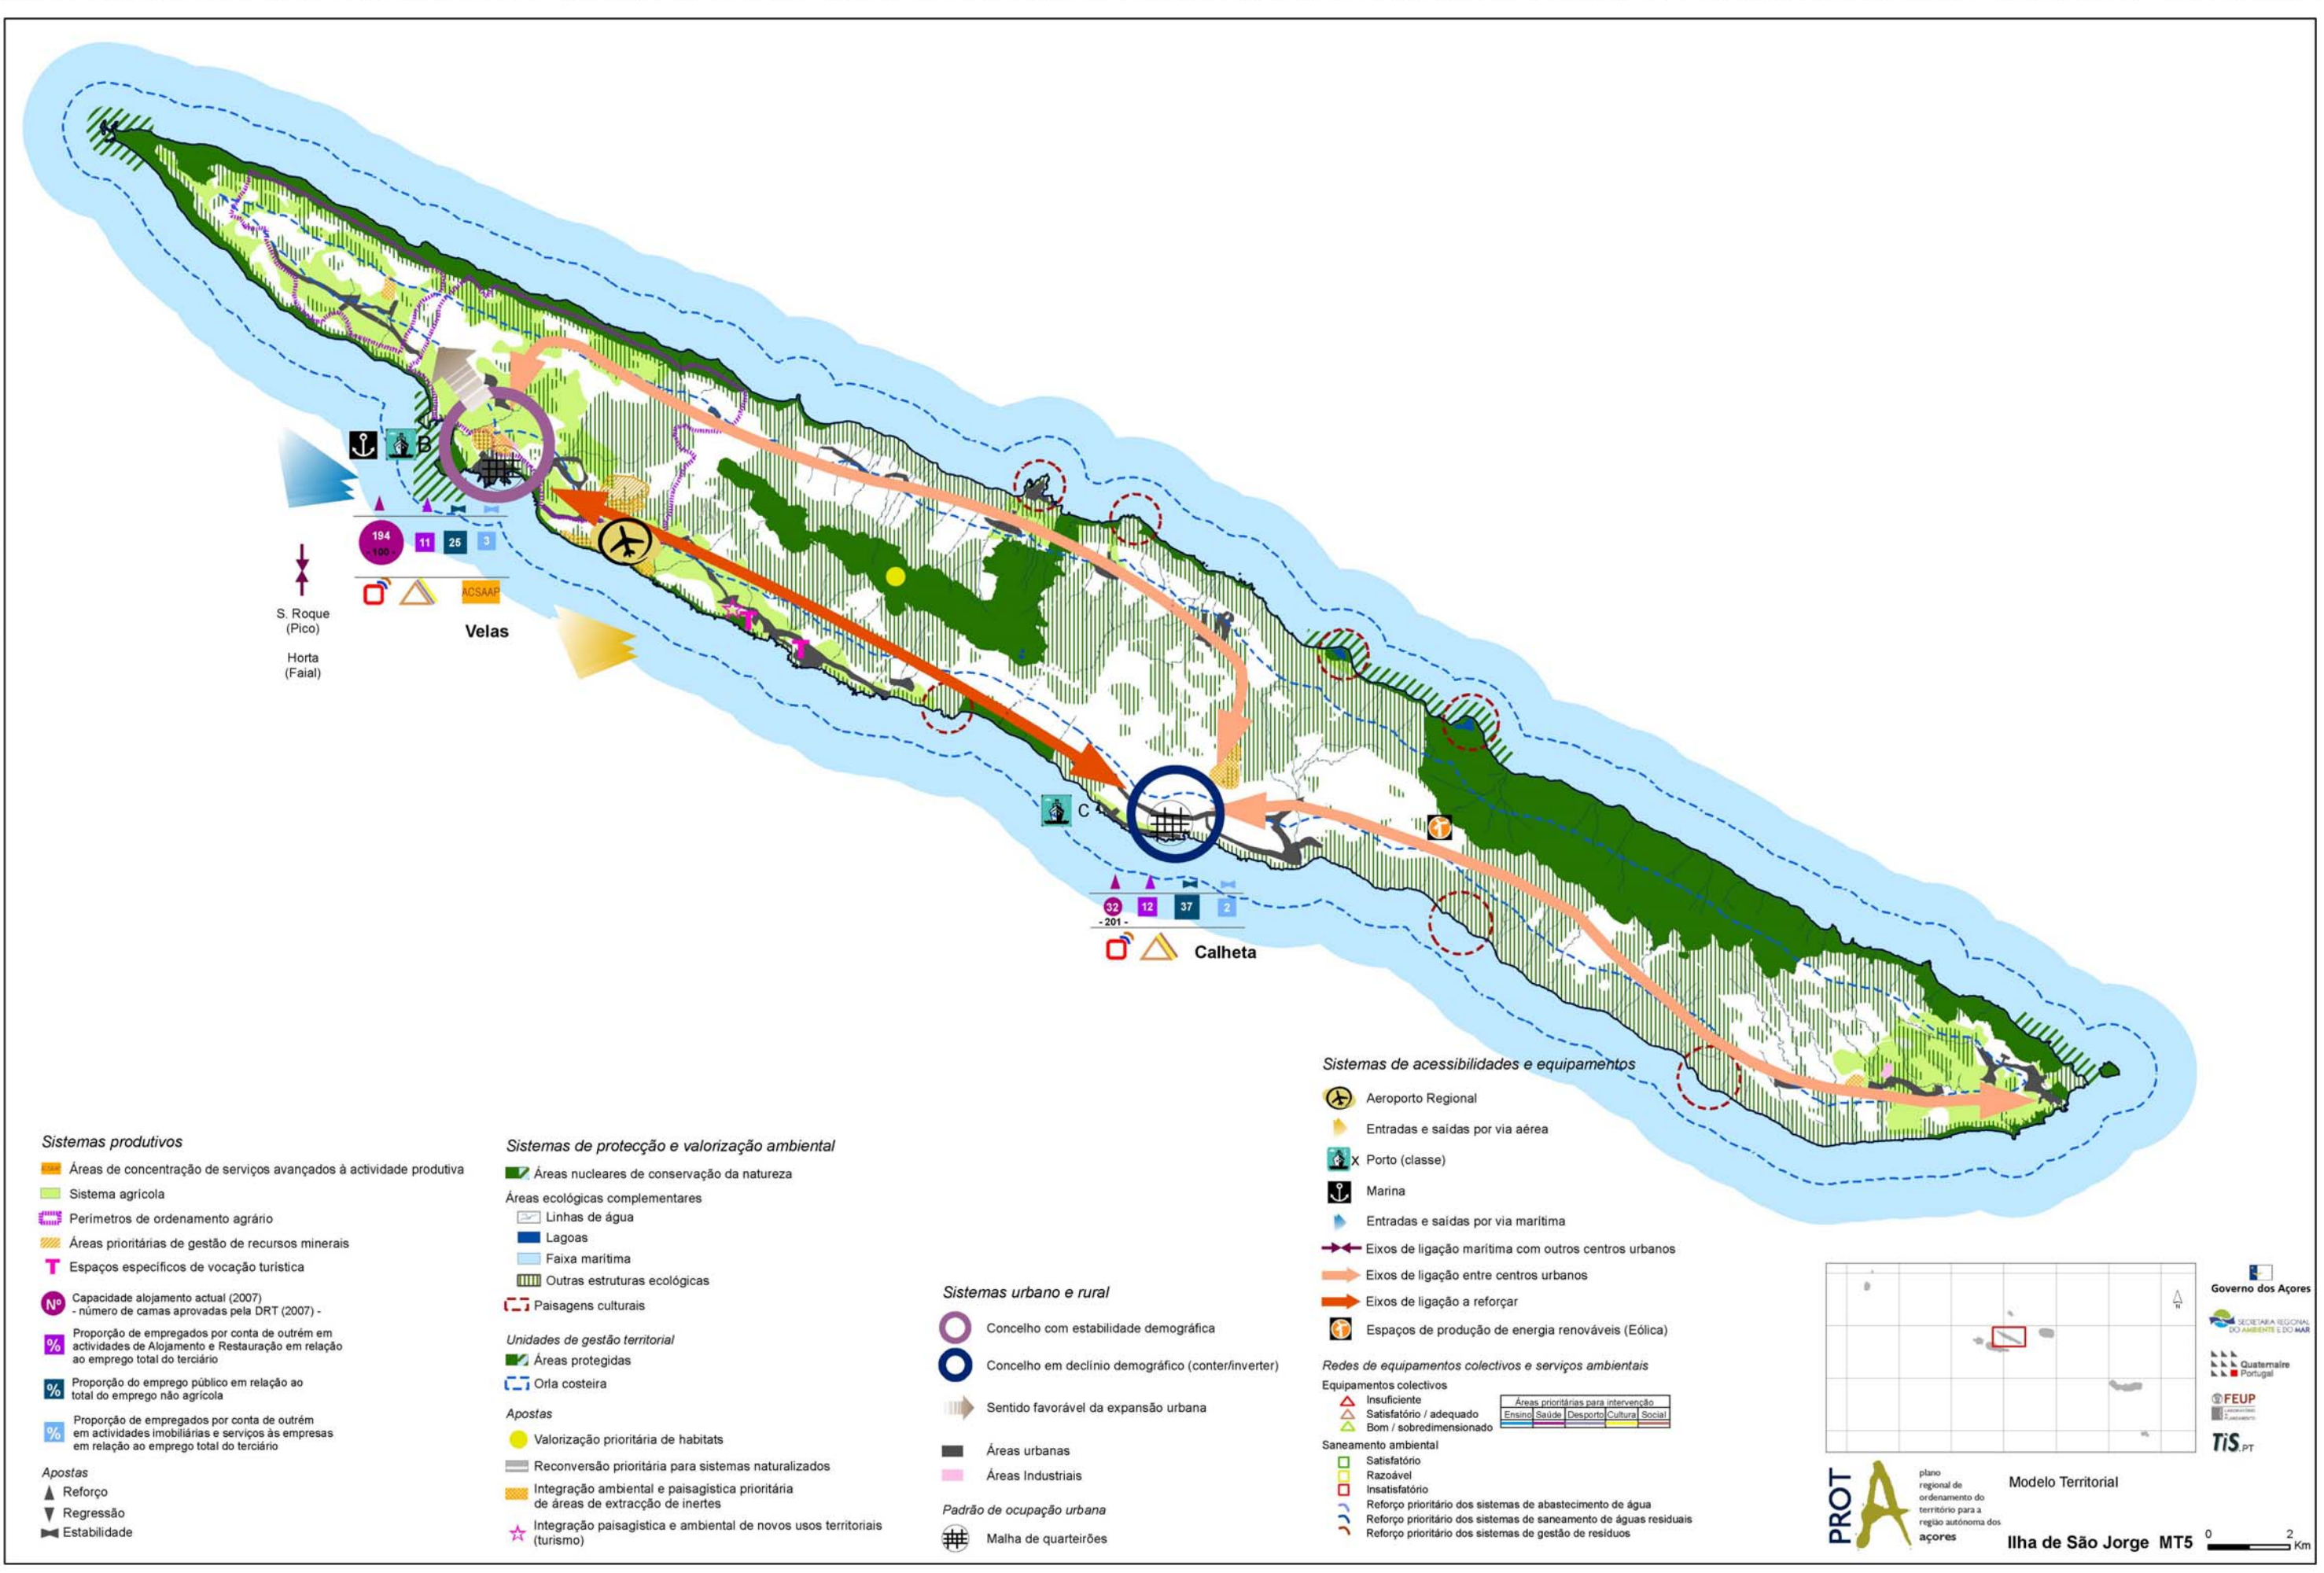 B
194
- 100 -
11
25
3
ACSAAP
Velas
S. Roque
(Pico)
Horta
(Faial)
C
32
12
37
2
- 201 -
Calheta
Sistemas produtivos
Áreas de concentração de serviços avançados à actividade produtiva
Sistema agrícola
Perímetros de ordenamento agrário
Áreas prioritárias de gestão de recursos minerais
T Espaços específicos de vocação turística
Nº Capacidade alojamento actual (2007)
- número de camas aprovadas pela DRT (2007) -
% Proporção de empregados por conta de outrém em
actividades de Alojamento e Restauração em relação
ao emprego total do terciário
% Proporção do emprego público em relação ao
total do emprego não agrícola
% Proporção de empregados por conta de outrém
em actividades imobiliárias e serviços às empresas
em relação ao emprego total do terciário
Apostas
Reforço
Regressão
Estabilidade
Sistemas de protecção e valorização ambiental
Áreas nucleares de conservação da natureza
Áreas ecológicas complementares
Linhas de água
Lagoas
Faixa marítima
Outras estruturas ecológicas
Paisagens culturais
Unidades de gestão territorial
Áreas protegidas
Orla costeira
Apostas
Valorização prioritária de habitats
Reconversão prioritária para sistemas naturalizados
Integração ambiental e paisagística prioritária
de áreas de extracção de inertes
Integração paisagistica e ambiental de novos usos territoriais
(turismo)
Sistemas urbano e rural
Concelho com estabilidade demográfica
Concelho em declínio demográfico (conter/inverter)
Sentido favorável da expansão urbana
Áreas urbanas
Áreas Industriais
Padrão de ocupação urbana
Malha de quarteirões
Sistemas de acessibilidades e equipamentos
Aeroporto Regional
Entradas e saídas por via aérea
x Porto (classe)
Marina
Entradas e saídas por via marítima
Eixos de ligação marítima com outros centros urbanos
Eixos de ligação entre centros urbanos
Eixos de ligação a reforçar
Espaços de produção de energia renováveis (Eólica)
Redes de equipamentos colectivos e serviços ambientais
Equipamentos colectivos
Insuficiente
Satisfatório / adequado
Bom / sobredimensionado
Áreas prioritárias para intervenção
Ensino Saúde Desporto Cultura Social
Saneamento ambiental
Satisfatório
Razoável
Insatisfatório
Reforço prioritário dos sistemas de abastecimento de água
Reforço prioritário dos sistemas de saneamento de águas residuais
Reforço prioritário dos sistemas de gestão de resíduos
N
Governo dos Açores
SECRETARIA REGIONAL
DO AMBIENTE E DO MAR
Quaternaire
Portugal
FEUP
TiS.PT
PROTA
plano
regional de
ordenamento do
território para a
região autónoma dos
açores
Modelo Territorial
Ilha de São Jorge MT5
0 2
Km